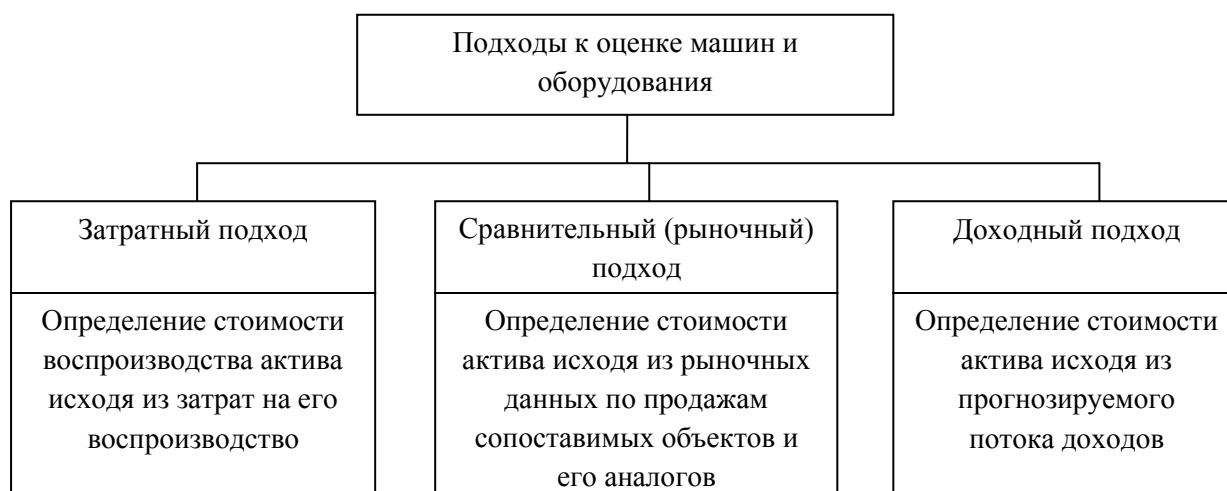 Подходы к оценке машин и
оборудования
Затратный подход
Определение стоимости
воспроизводства актива
исходя из затрат на его
воспроизводство
Сравнительный (рыночный)
подход
Определение стоимости
актива исходя из рыночных
данных по продажам
сопоставимых объектов и
его аналогов
Доходный подход
Определение стоимости
актива исходя из
прогнозируемого
потока доходов